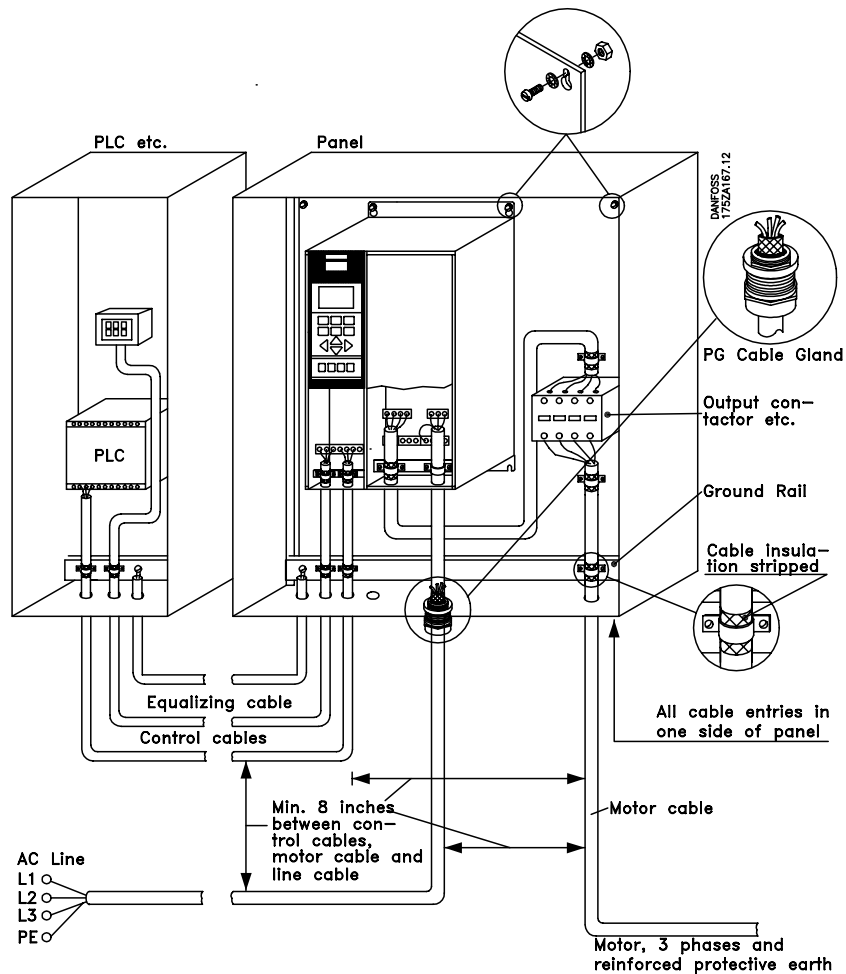 PLC etc.
Panel
DANFOSS
175ZA167.12
PG Cable Gland
Output con-
tactor etc.
PLC
Ground Rail
Cable insula-
tion stripped
Equalizing cable
Control cables
All cable entries in
one side of panel
Min. 8 inches
between con-
trol cables,
motor cable and
line cable
Motor cable
AC Line
L1
L2
L3
PE
Motor, 3 phases and
reinforced protective earth